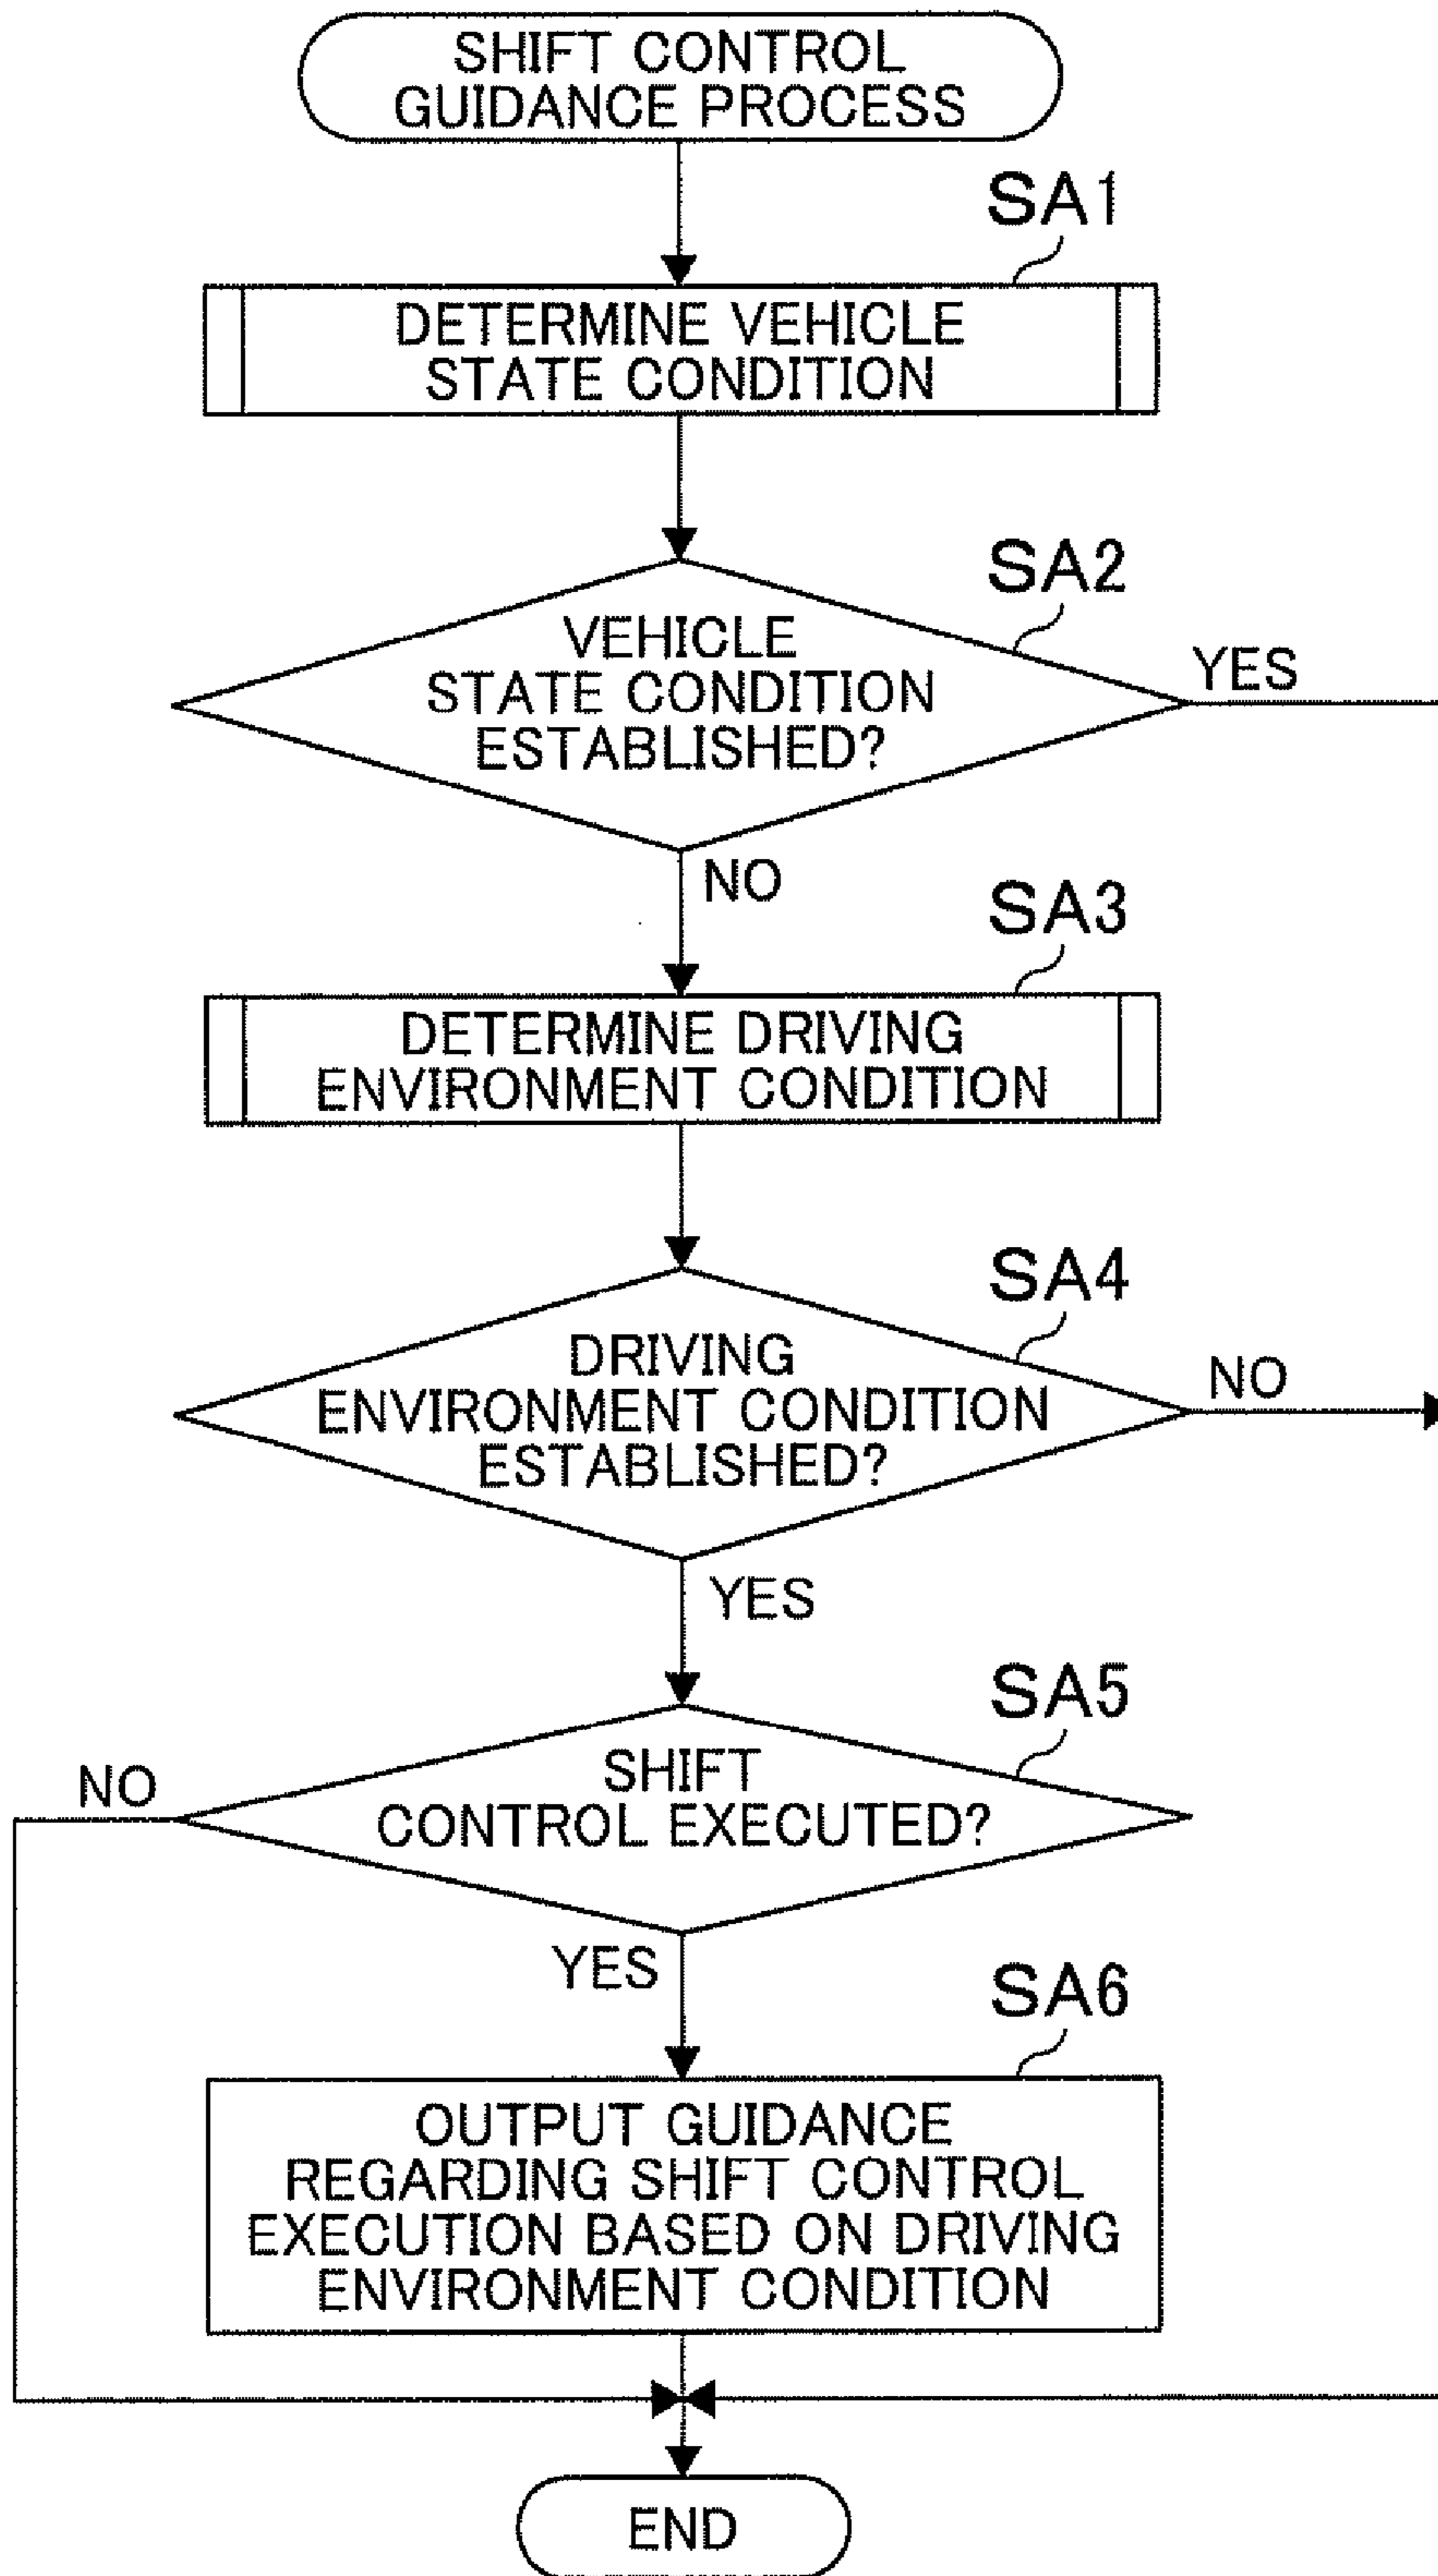 SHIFT CONTROL
GUIDANCE PROCESS
SA1
DETERMINE VEHICLE
STATE CONDITION
SA2
VEHICLE
STATE CONDITION
ESTABLISHED?
YES
NO
SA3
DETERMINE DRIVING
ENVIRONMENT CONDITION
SA4
DRIVING
ENVIRONMENT CONDITION
ESTABLISHED?
NO
YES
SA5
SHIFT
CONTROL EXECUTED?
NO
YES
SA6
OUTPUT GUIDANCE
REGARDING SHIFT CONTROL
EXECUTION BASED ON DRIVING
ENVIRONMENT CONDITION
END